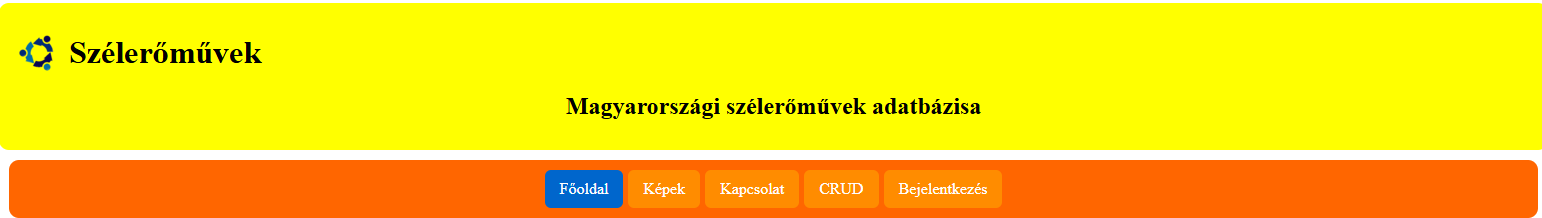 Szélerőművek
Magyarországi szélerőművek adatbázisa
Főoldal Képek Kapcsolat CRUD Bejelentkezés